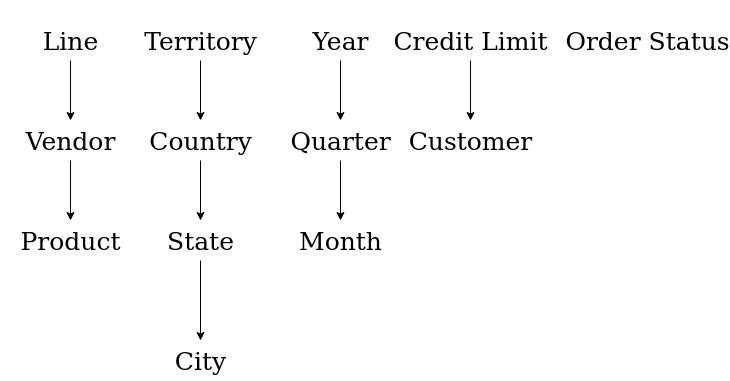 Line Territory Year Credit Limit Order Status
Vendor Country Quarter Customer
Product State Month
City